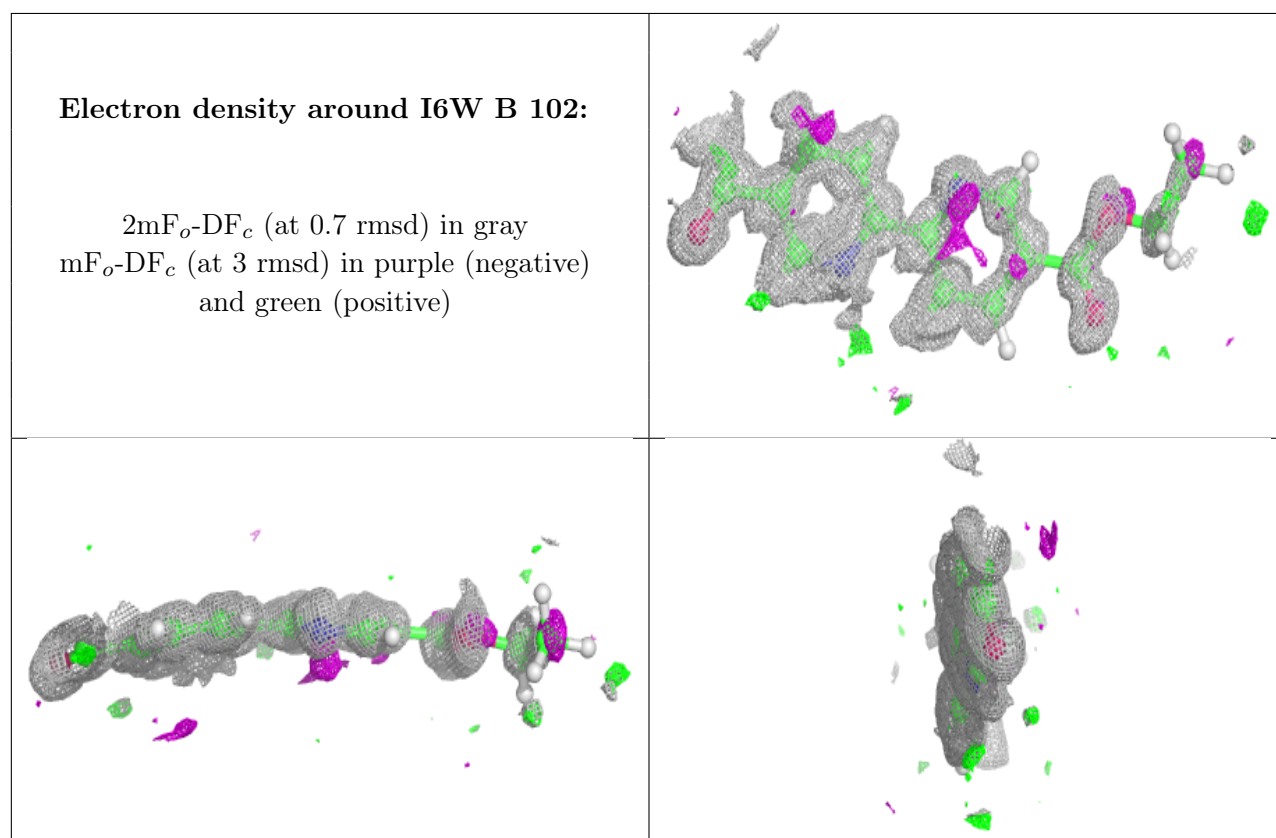 Electron density around I6W B 102:
2mFo-DFc (at 0.7 rmsd) in gray
mFo-DFc (at 3 rmsd) in purple (negative)
and green (positive)